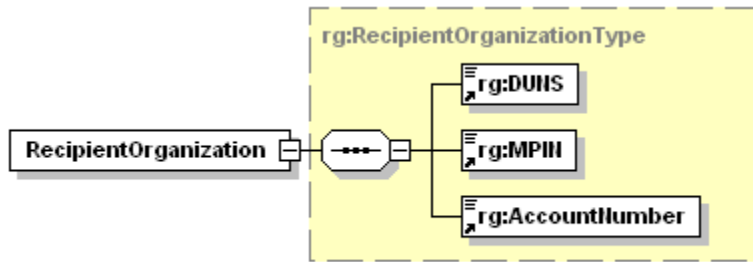 rg:RecipientOrganizationType
rg:DUNS
RecipientOrganization
rg:MPIN
rg:AccountNumber